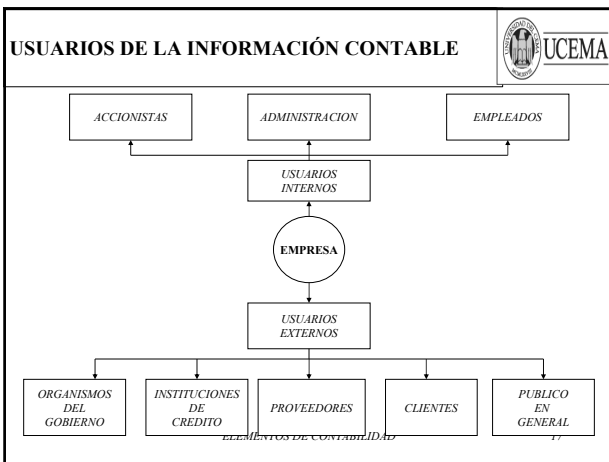 USUARIOS DE LA INFORMACIÓN CONTABLE
UCEMA
ACCIONISTAS
ADMINISTRACION
EMPLEADOS
USUARIOS
INTERNOS
EMPRESA
USUARIOS
EXTERNOS
ORGANISMOS
DEL
GOBIERNO
INSTITUCIONES
DE
CREDITO
PROVEEDORES
CLIENTES
PUBLICO
EN
GENERAL
ELEMENTOS DE CONTABILIDAD
17